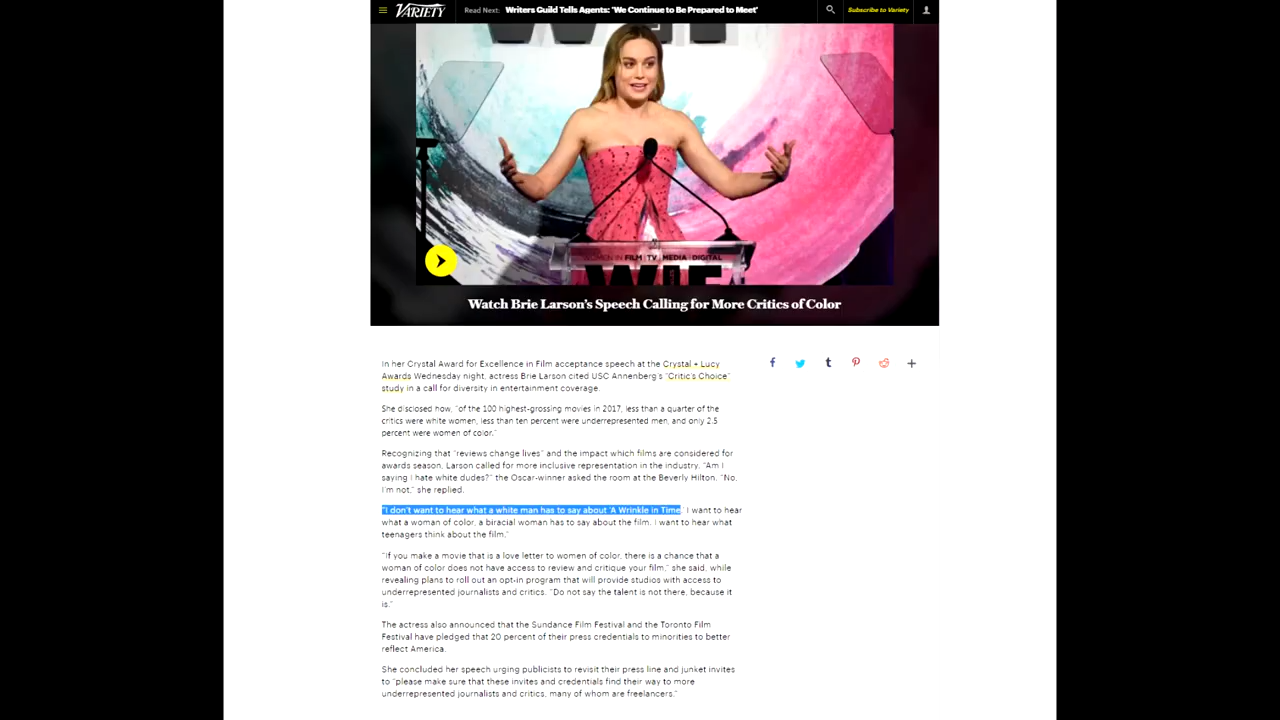 VARIETY
Read Next: Writers Guild Tells Agents: 'We Continue to Be Prepared to Meet'
Subscribe to Variety
WOMEN IN FILM | TV | MEDIA | DIGITAL
WIF
Watch Brie Larson's Speech Calling for More Critics of Color
In her Crystal Award for Excellence in Film acceptance speech at the Crystal + Lucy
Awards Wednesday night, actress Brie Larson cited USC Annenberg's "Critic's Choice"
study in a call for diversity in entertainment coverage.
She disclosed how, "of the 100 highest-grossing movies in 2017, less than a quarter of the
critics were white women, less than ten percent were underrepresented men, and only 2.5
percent were women of color."
Recognizing that "reviews change lives" and the impact which films are considered for
awards season, Larson called for more inclusive representation in the industry. "Am I
saying I hate white dudes?" the Oscar-winner asked the room at the Beverly Hilton. "No,
I'm not," she replied.
"I don't want to hear what a white man has to say about 'A Wrinkle in Time.' I want to hear
what a woman of color, a biracial woman has to say about the film. I want to hear what
teenagers think about the film."
"If you make a movie that is a love letter to women of color, there is a chance that a
woman of color does not have access to review and critique your film," she said, while
revealing plans to roll out an opt-in program that will provide studios with access to
underrepresented journalists and critics. "Do not say the talent is not there, because it
is."
The actress also announced that the Sundance Film Festival and the Toronto Film
Festival have pledged that 20 percent of their press credentials to minorities to better
reflect America.
She concluded her speech urging publicists to revisit their press line and junket invites
to "please make sure that these invites and credentials find their way to more
underrepresented journalists and critics, many of whom are freelancers."